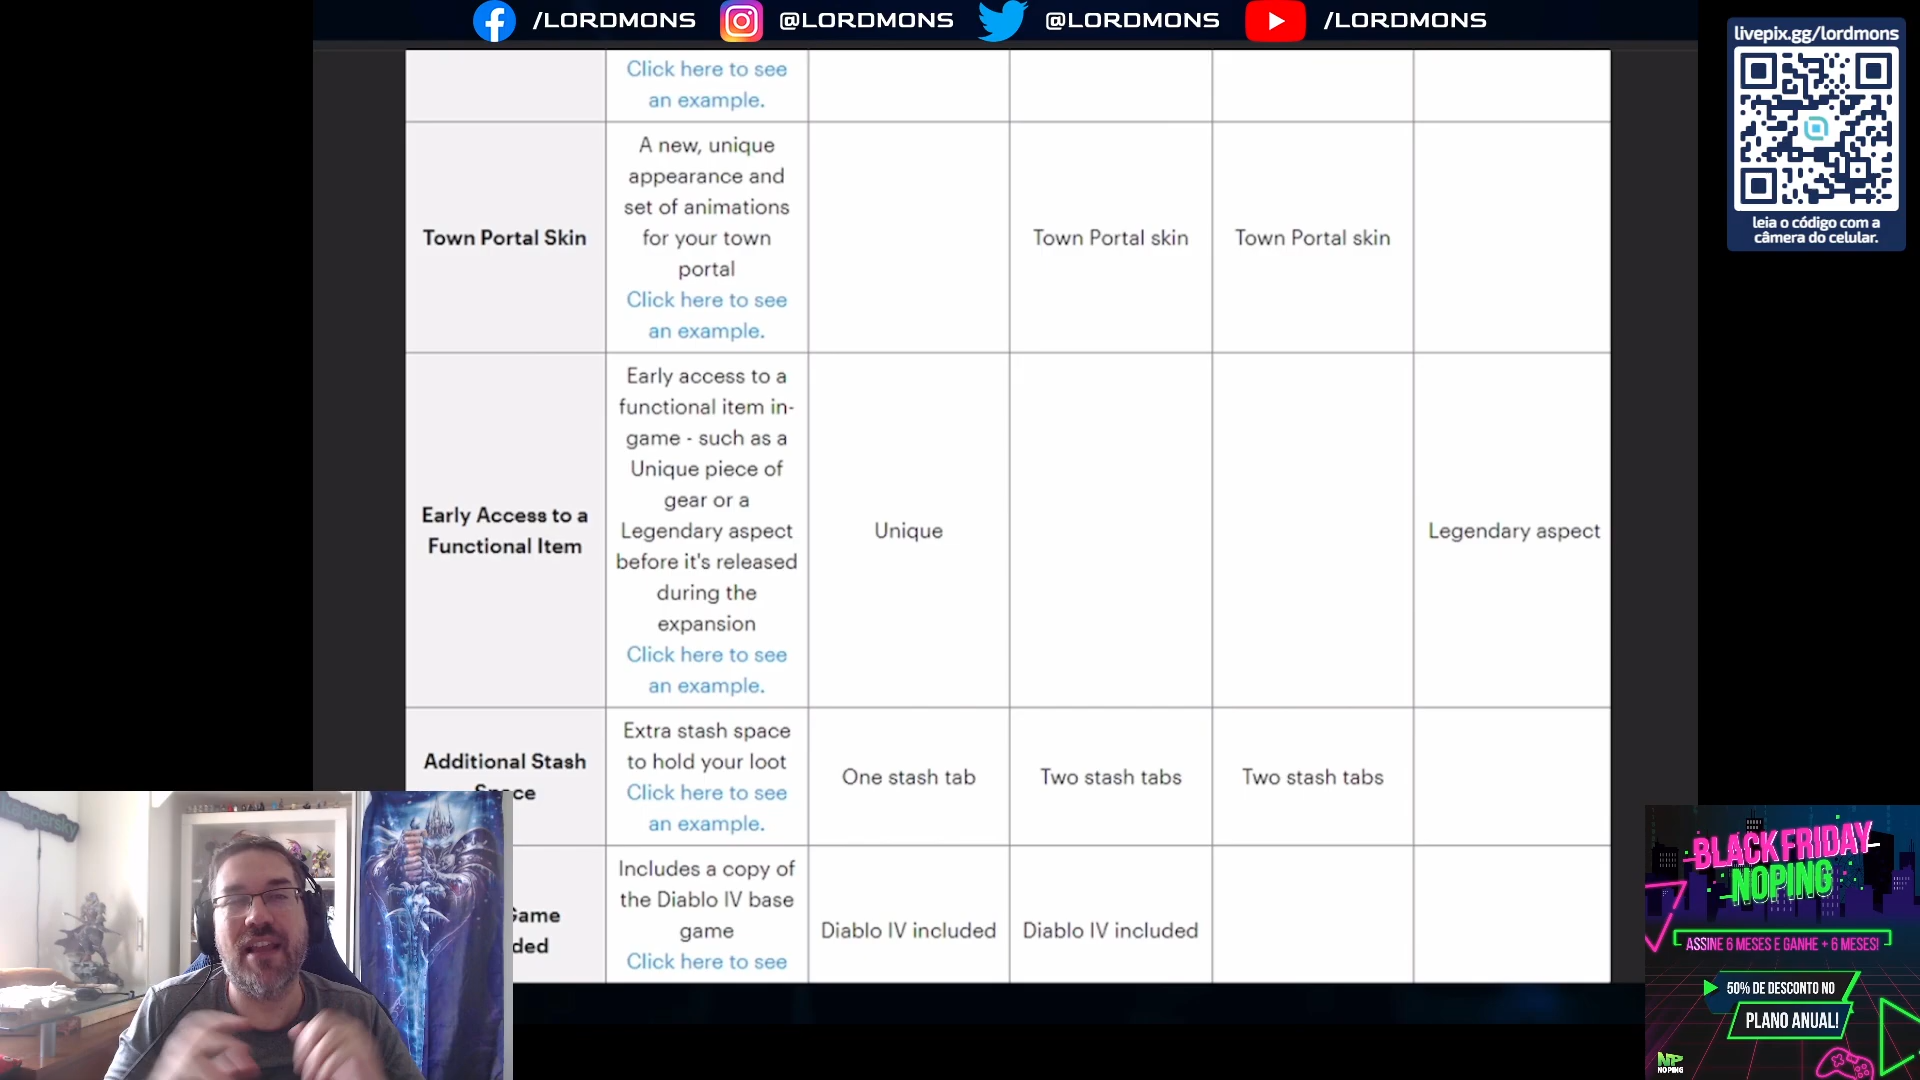 /LORDMONS
@LORDMONS
@LORDMONS
/LORDMONS
livepix.gg/lordmons
leia o código com a
câmera do celular.
Click here to see
an example.
Town Portal Skin
A new, unique
appearance and
set of animations
for your town
portal
Click here to see
an example.
Town Portal skin
Town Portal skin
Early Access to a
Functional Item
Early access to a
functional item in-
game - such as a
Unique piece of
gear or a
Legendary aspect
before it's released
during the
expansion
Click here to see
an example.
Unique
Legendary aspect
Additional Stash
Space
Extra stash space
to hold your loot
Click here to see
an example.
One stash tab
Two stash tabs
Two stash tabs
Game
ded
Includes a copy of
the Diablo IV base
game
Click here to see
Diablo IV included
Diablo IV included
kaspersky
BLACK FRIDAY
NOPING
ASSINE 6 MESES E GANHE + 6 MESES!
50% DE DESCONTO NO
PLANO ANUAL!
NP
NOPING